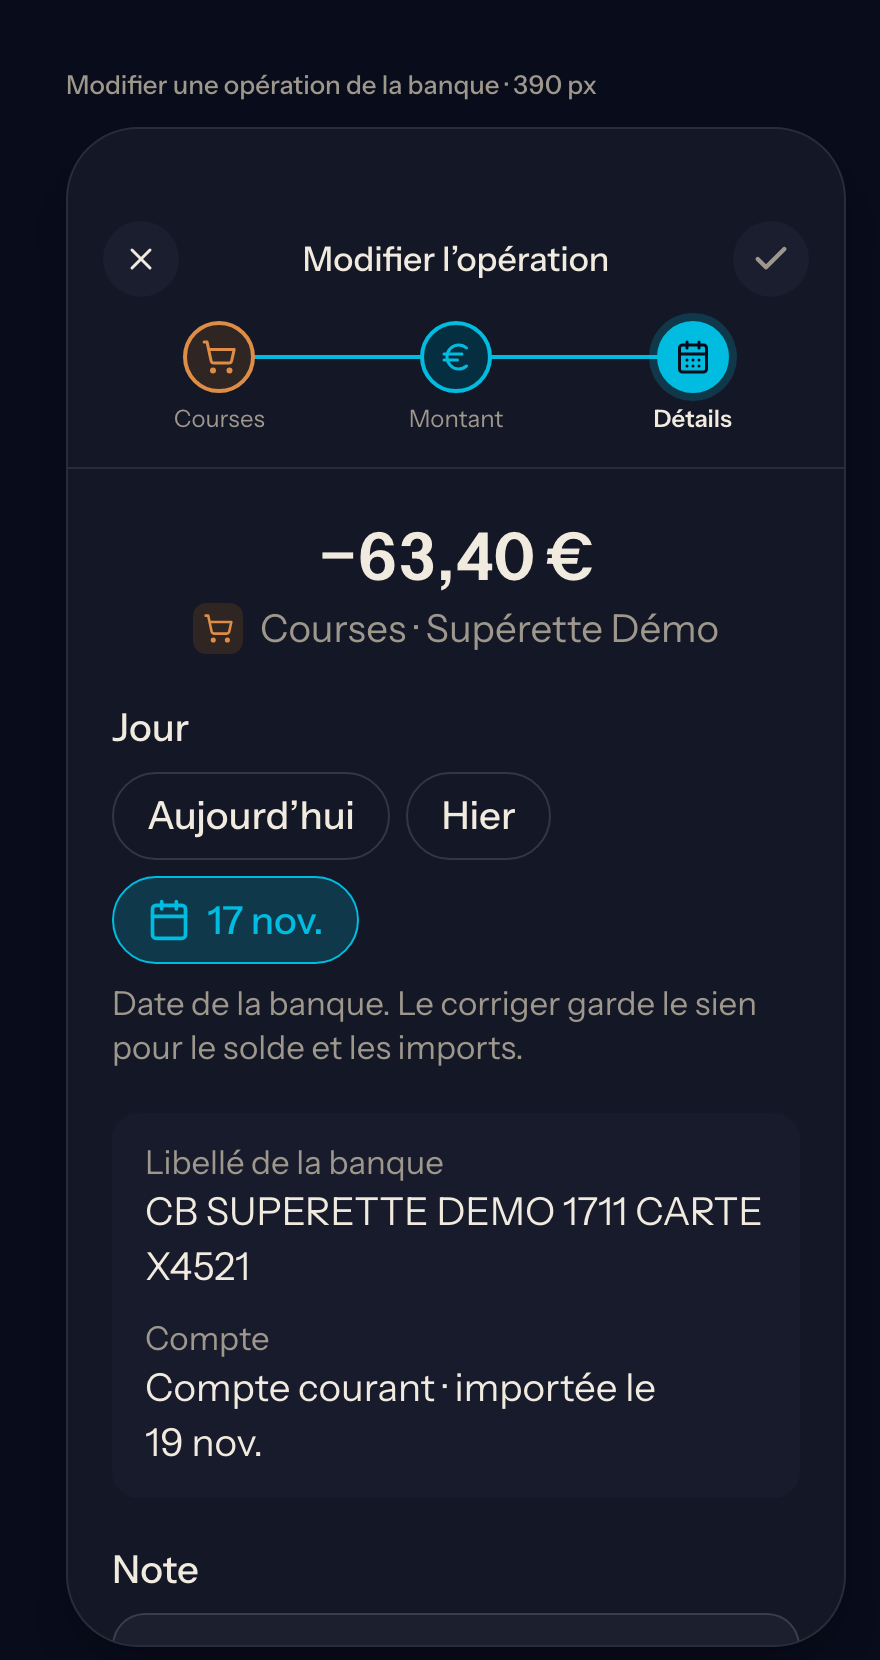 Modifier une opération de la banque · 390 px
Modifier l’opération
€
Courses
Montant
Détails
−63,40 €
Courses · Supérette Démo
Jour
Aujourd’hui
Hier
17 nov.
Date de la banque. Le corriger garde le sien
pour le solde et les imports.
Libellé de la banque
CB SUPERETTE DEMO 1711 CARTE
X4521
Compte
Compte courant · importée le
19 nov.
Note